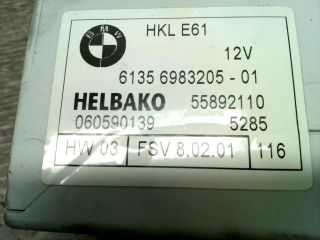 BMW
HKL E61
12V
6135 6983205-01
HELBAKO 55892110
060590139 5285
HW 03 FSV 8.02.01 116